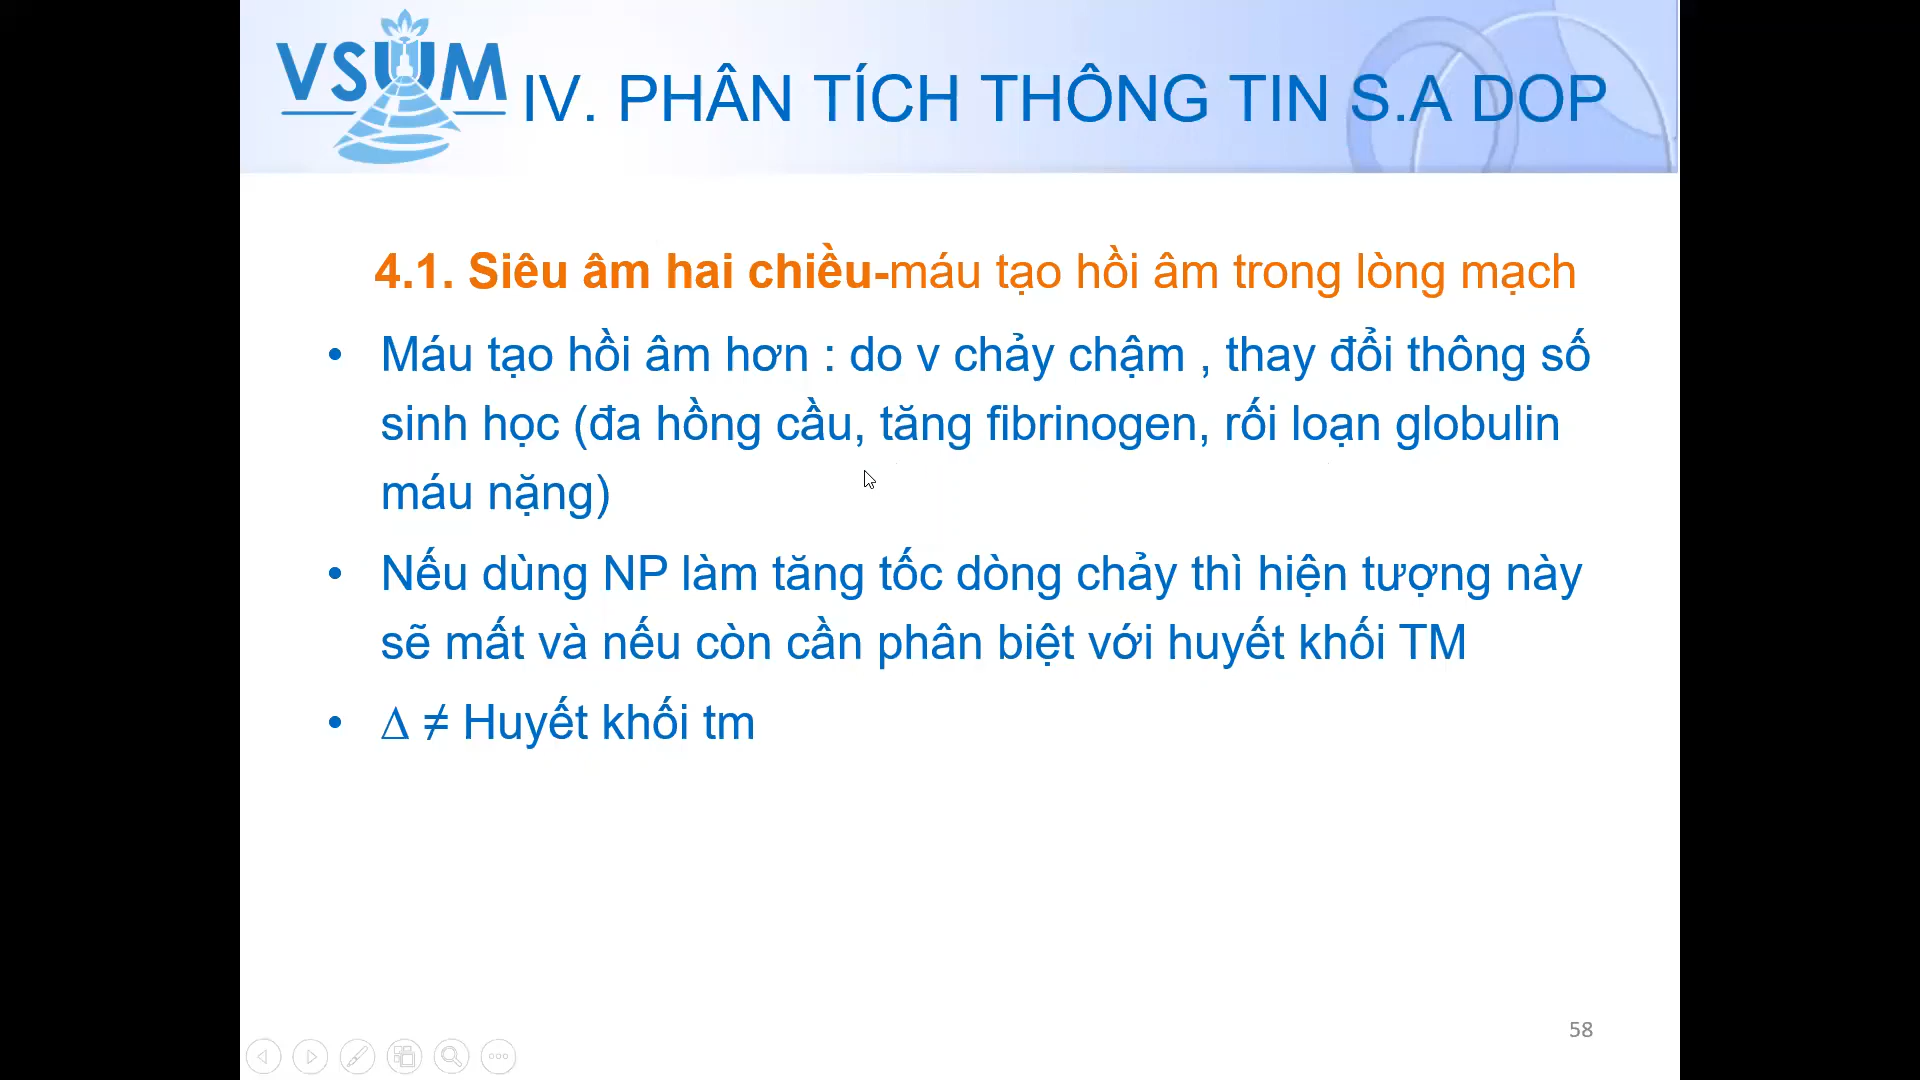 VSUM
IV. PHÂN TÍCH THÔNG TIN S.A DOP
4.1. Siêu âm hai chiều-máu tạo hồi âm trong lòng mạch
• Máu tạo hồi âm hơn : do v chảy chậm , thay đổi thông số
sinh học (đa hồng cầu, tăng fibrinogen, rối loạn globulin
máu nặng)
• Nếu dùng NP làm tăng tốc dòng chảy thì hiện tượng này
sẽ mất và nếu còn cần phân biệt với huyết khối TM
• Δ ≠ Huyết khối tm
58